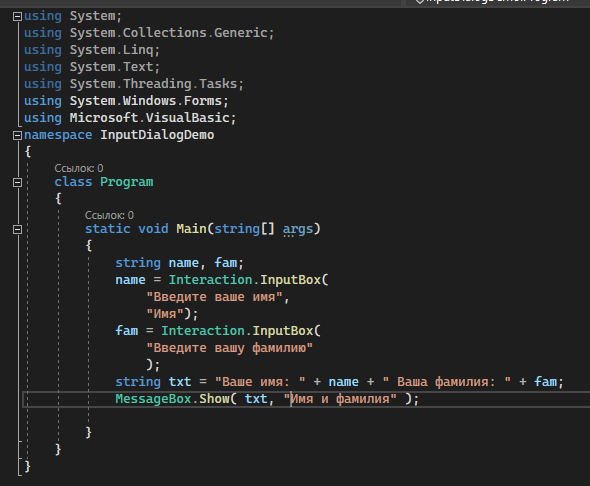 using System;
using System.Collections.Generic;
using System.Linq;
using System.Text;
using System.Threading.Tasks;
using System.Windows.Forms;
using Microsoft.VisualBasic;
namespace InputDialogDemo
{
Ссылок: 0
class Program
{
Ссылок: 0
static void Main(string[] args)
{
string name, fam;
name = Interaction.InputBox(
"Введите ваше имя",
"Имя");
fam = Interaction.InputBox(
"Введите вашу фамилию"
);
string txt = "Ваше имя: " + name + " Ваша фамилия: " + fam;
MessageBox.Show( txt, "Имя и фамилия" );
}
}
}